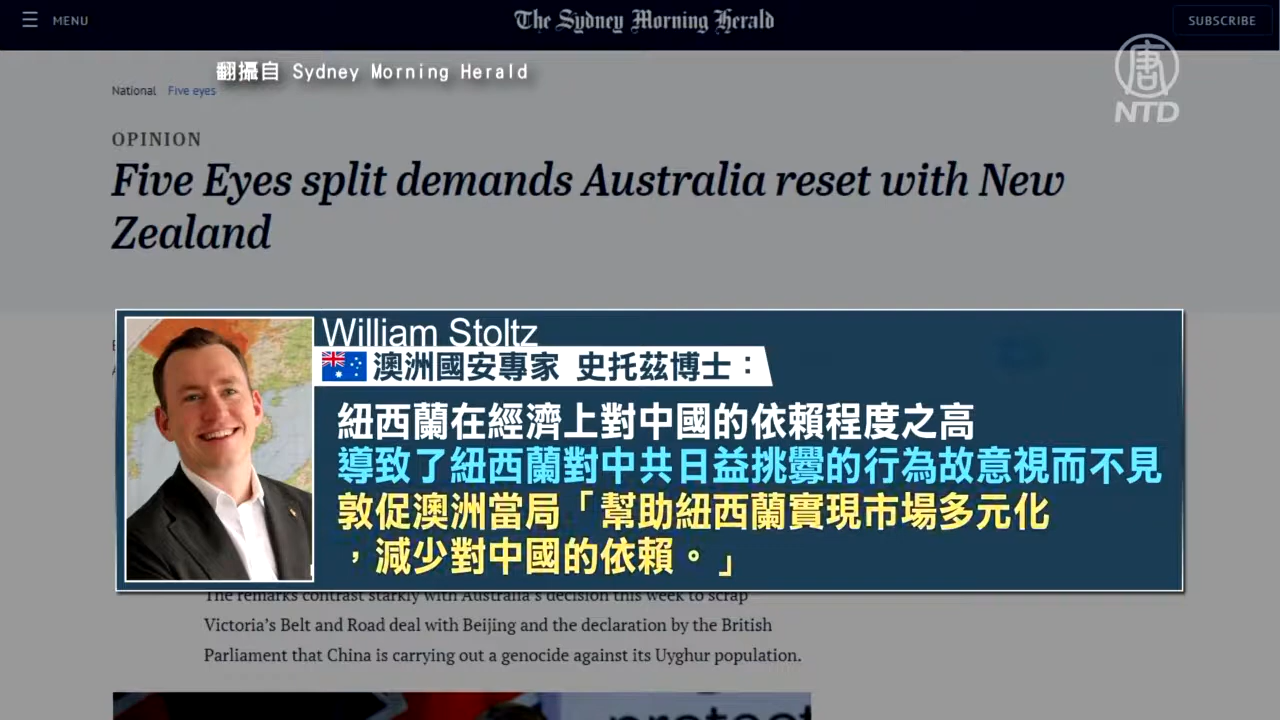 MENU
The Sydney Morning Herald
SUBSCRIBE
翻攝自 Sydney Morning Herald
唐
NTD
National Five eyes
OPINION
Five Eyes split demands Australia reset with New
Zealand
William Stoltz
澳洲國安專家 史托茲博士：
紐西蘭在經濟上對中國的依賴程度之高
導致了紐西蘭對中共日益挑釁的行為故意視而不見
敦促澳洲當局「幫助紐西蘭實現市場多元化
，減少對中國的依賴。」
The remarks contrast starkly with Australia's decision this week to scrap
Victoria's Belt and Road deal with Beijing and the declaration by the British
Parliament that China is carrying out a genocide against its Uyghur population.